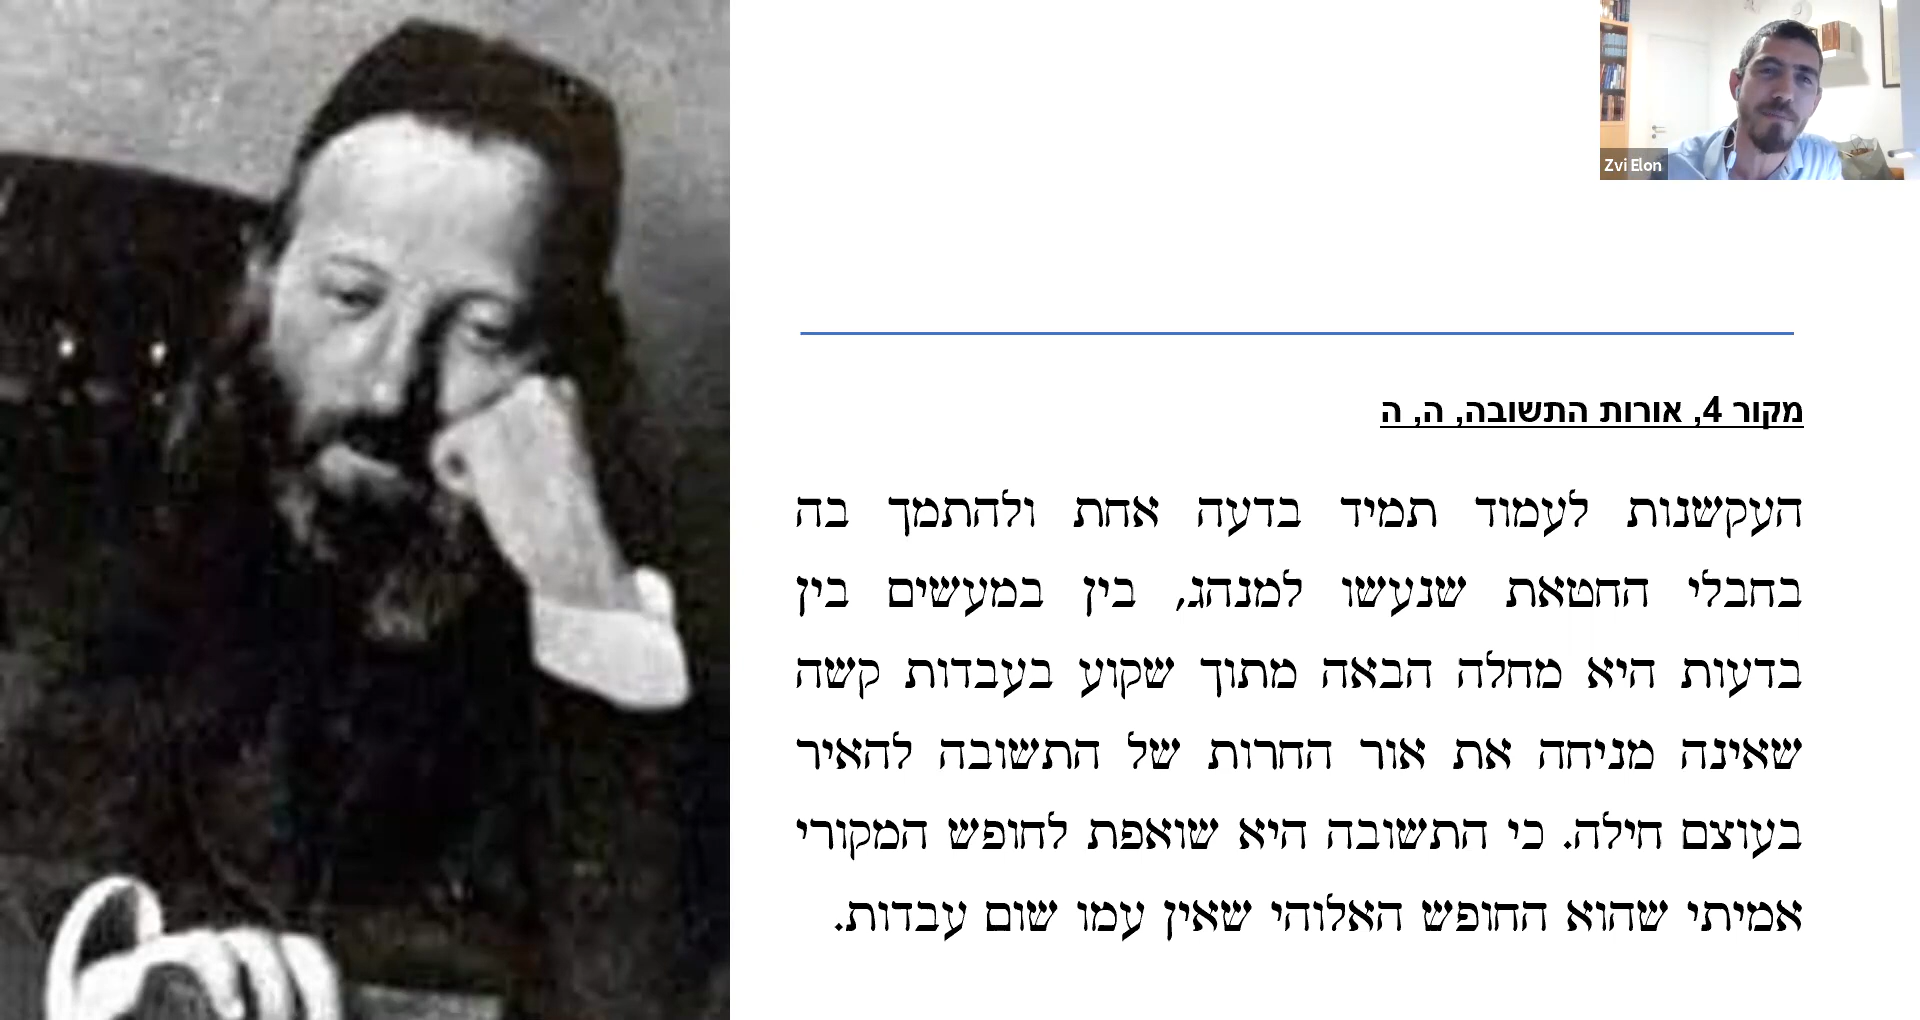 Zvi Elon
מקור 4, אורות התשובה, ה, ה
העקשנות לעמוד תמיד בדעה אחת ולהתמך בה
בחבלי החטאת שנעשו למנהג, בין במעשים בין
בדעות היא מחלה הבאה מתוך שקוע בעבדות קשה
שאינה מניחה את אור החרות של התשובה להאיר
בעוצם חילה. כי התשובה היא שואפת לחופש המקורי
אמיתי שהוא החופש האלוהי שאין עמו שום עבדות.